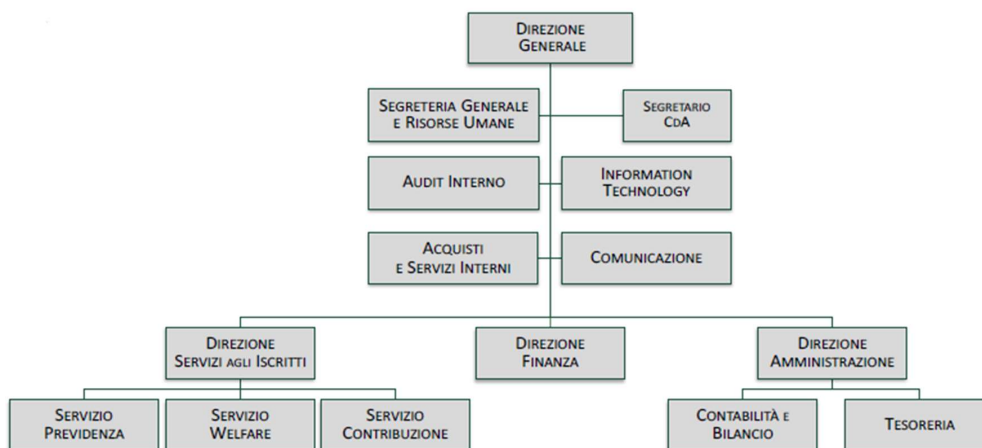 DIREZIONE
GENERALE
SEGRETERIA GENERALE
E RISORSE UMANE
SEGRETARIO
CDA
AUDIT INTERNO
INFORMATION
TECHNOLOGY
ACQUISTI
E SERVIZI INTERNI
COMUNICAZIONE
DIREZIONE
SERVIZI AGLI ISCRITTI
DIREZIONE
FINANZA
DIREZIONE
AMMINISTRAZIONE
SERVIZIO
PREVIDENZA
SERVIZIO
WELFARE
SERVIZIO
CONTRIBUZIONE
CONTABILITÀ E
BILANCIO
TESORERIA